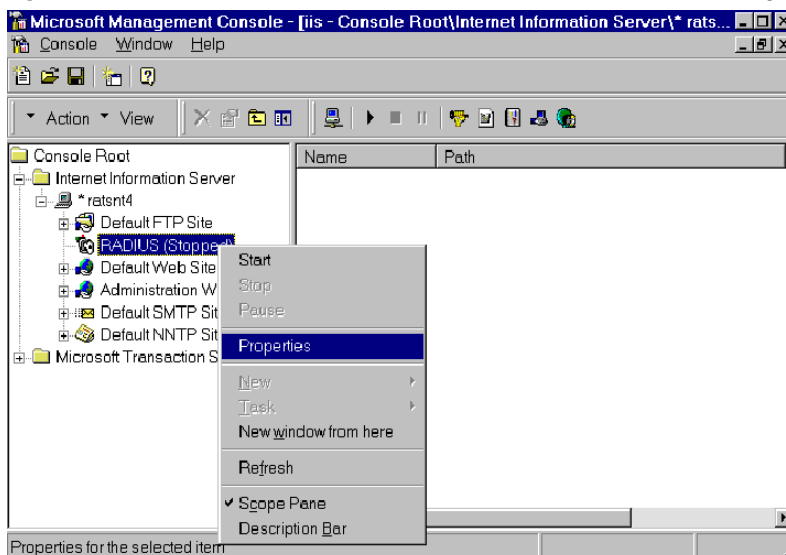 Microsoft Management Console - [iis - Console Root\Internet Information Server\* rats...
Console Window Help
Action View
Console Root
Internet Information Server
* ratsnt4
Default FTP Site
RADIUS (Stopped)
Default Web Site
Administration W
Default SMTP Sit
Default NNTP Sit
Microsoft Transaction S
Name Path
Start
Stop
Pause
Properties
New
Task
New window from here
Refresh
Scope Pane
Description Bar
Properties for the selected item